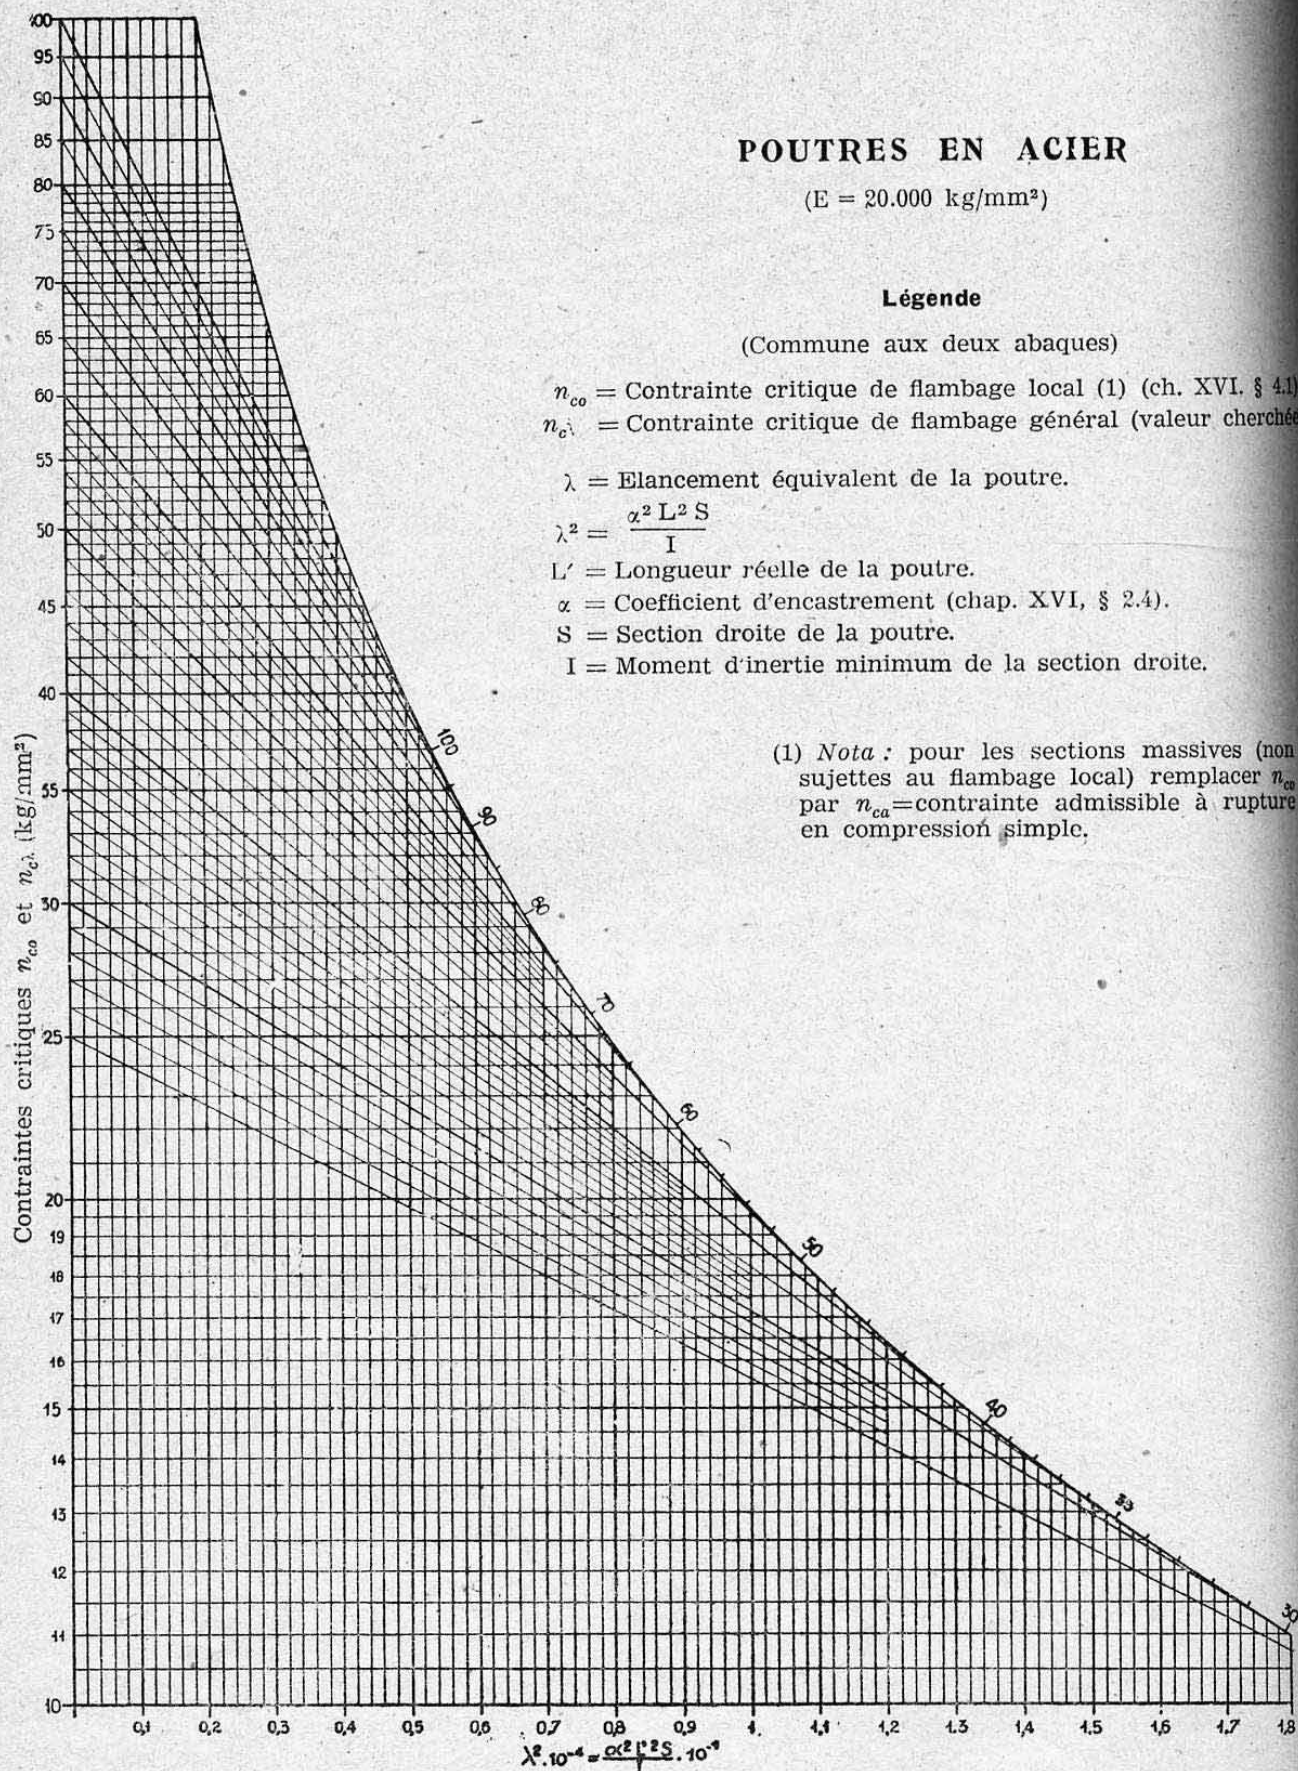 POUTRES EN ACIER
(E = 20.000 kg/mm²)
Légende
(Commune aux deux abaques)
n_co = Contrainte critique de flambage local (1) (ch. XVI. § 4.1)
n_cλ = Contrainte critique de flambage général (valeur cherchée
λ = Elancement équivalent de la poutre.
λ² = α² L² S / I
L' = Longueur réelle de la poutre.
α = Coefficient d'encastrement (chap. XVI, § 2.4).
S = Section droite de la poutre.
I = Moment d'inertie minimum de la section droite.
(1) Nota : pour les sections massives (non
sujettes au flambage local) remplacer n_co
par n_ca=contrainte admissible à rupture
en compression simple.
Contraintes critiques n_co et n_cλ (kg/mm²)
100
95
90
85
80
75
70
65
60
55
50
45
40
55
30
25
20
19
18
17
16
15
14
13
12
11
10
100
90
80
70
60
50
40
30
0,1 0,2 0,3 0,4 0,5 0,6 0,7 0,8 0,9 1. 1,1 1,2 1.3 1,4 1,5 1,6 1.7 1,8